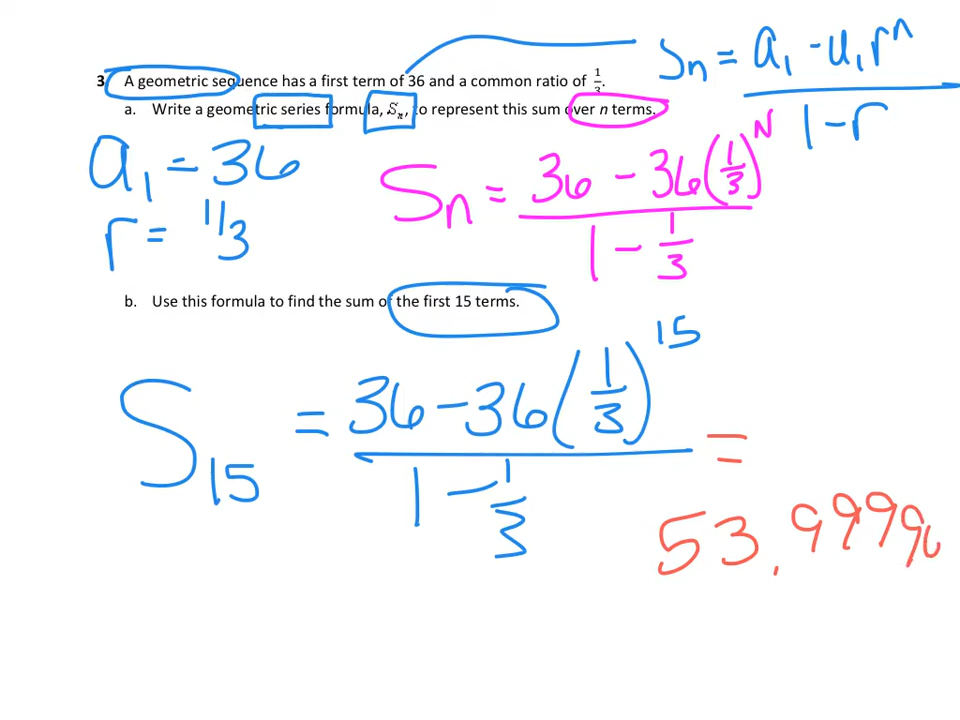 3 A geometric sequence has a first term of 36 and a common ratio of 1/3.
Sn = (a1 - a1 r^n) / (1 - r)
a. Write a geometric series formula, Sn, to represent this sum over n terms.
a1 = 36
r = 1/3
Sn = (36 - 36(1/3)^N) / (1 - 1/3)
b. Use this formula to find the sum of the first 15 terms.
S15 = (36 - 36(1/3)^15) / (1 - 1/3) =
53.99996